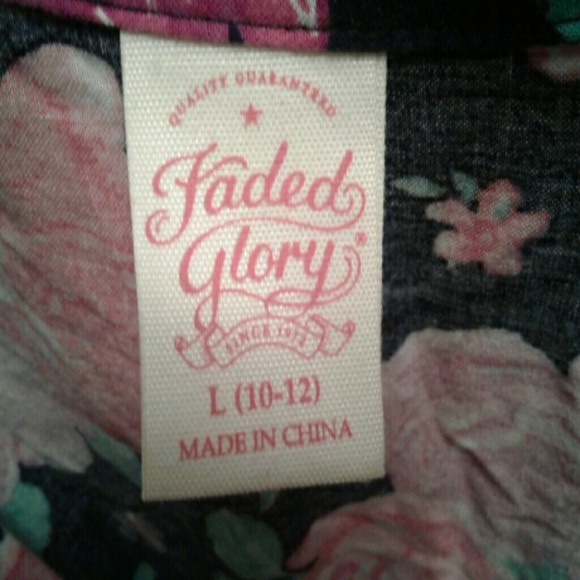 QUALITY GUARANTEED
Faded
Glory®
SINCE 1972
L (10-12)
MADE IN CHINA